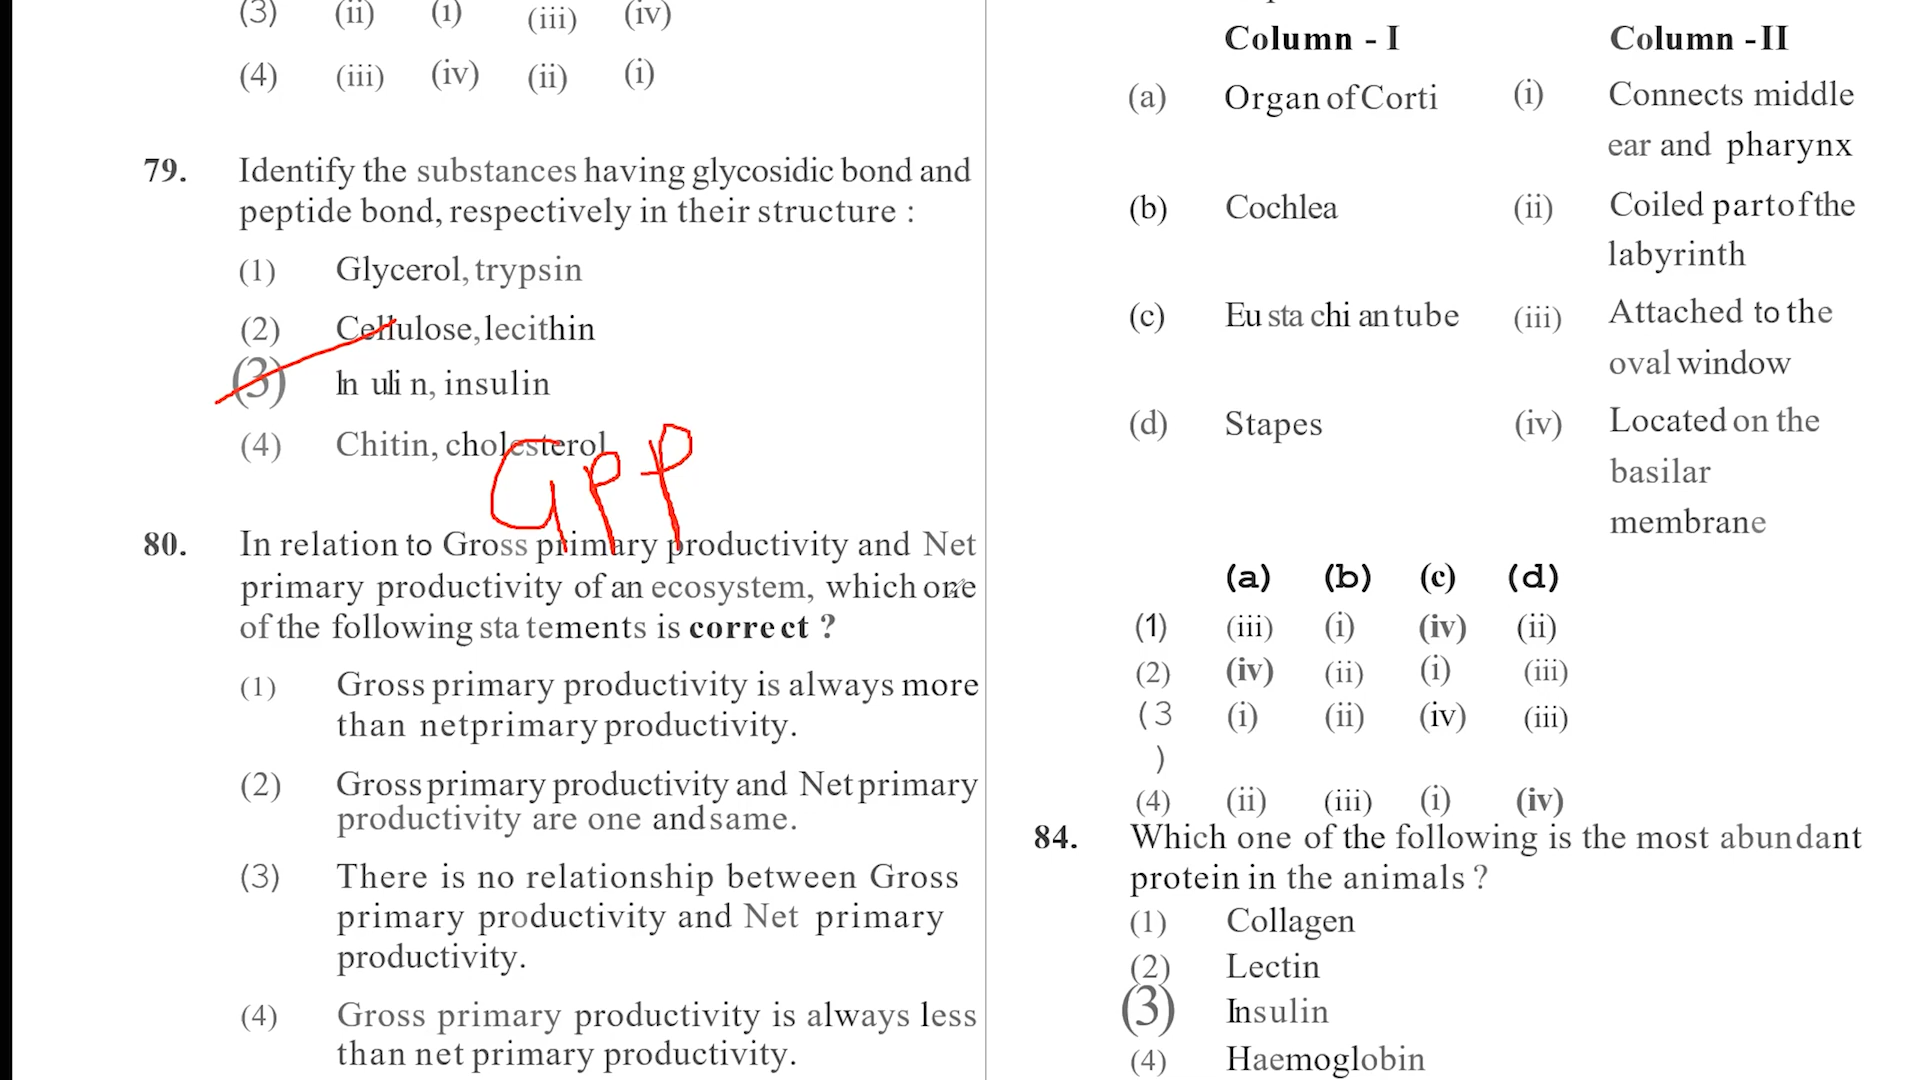 (3) (ii) (i) (iii) (iv)
(4) (iii) (iv) (ii) (i)
79. Identify the substances having glycosidic bond and
peptide bond, respectively in their structure :
(1) Glycerol, trypsin
(2) Cellulose, lecithin
(3) Inulin, insulin
(4) Chitin, cholesterol
GPP
80. In relation to Gross primary productivity and Net
primary productivity of an ecosystem, which one
of the following statements is correct ?
(1) Gross primary productivity is always more
than net primary productivity.
(2) Gross primary productivity and Net primary
productivity are one and same.
(3) There is no relationship between Gross
primary productivity and Net primary
productivity.
(4) Gross primary productivity is always less
than net primary productivity.
Column - I Column - II
(a) Organ of Corti (i) Connects middle
ear and pharynx
(b) Cochlea (ii) Coiled part of the
labyrinth
(c) Eustachian tube (iii) Attached to the
oval window
(d) Stapes (iv) Located on the
basilar
membrane
(a) (b) (c) (d)
(1) (iii) (i) (iv) (ii)
(2) (iv) (ii) (i) (iii)
(3 (i) (ii) (iv) (iii)
)
(4) (ii) (iii) (i) (iv)
84. Which one of the following is the most abundant
protein in the animals ?
(1) Collagen
(2) Lectin
(3) Insulin
(4) Haemoglobin